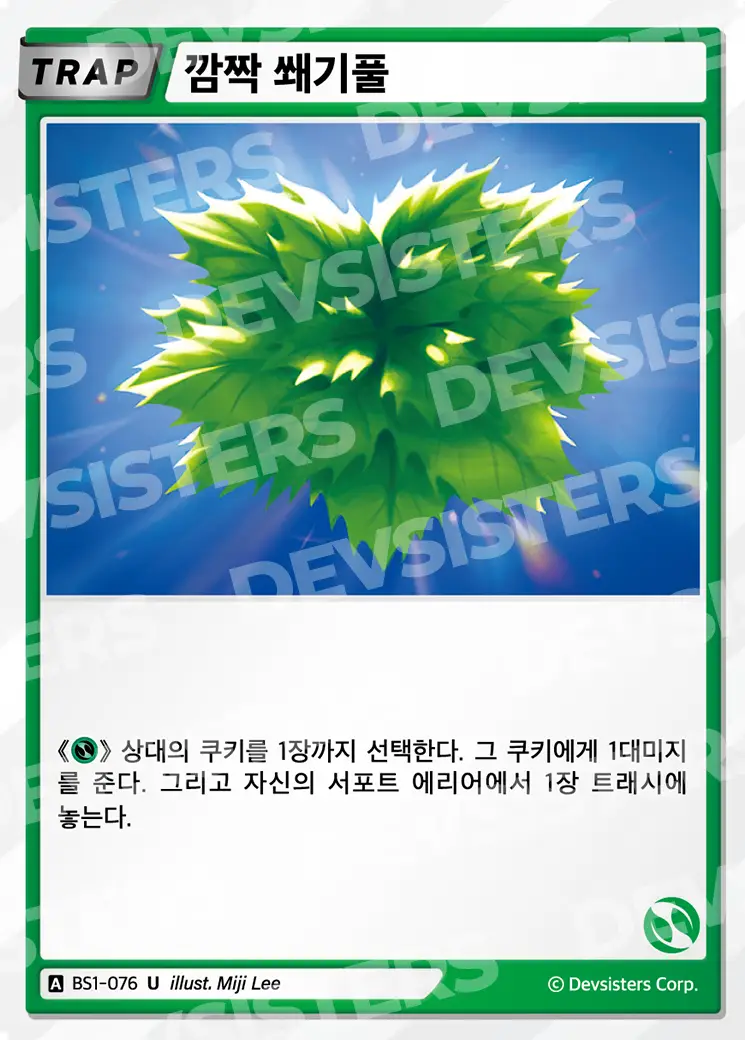 TRAP 깜짝 쐐기풀
《》 상대의 쿠키를 1장까지 선택한다. 그 쿠키에게 1대미지
를 준다. 그리고 자신의 서포트 에리어에서 1장 트래시에
놓는다.
A BS1-076 U illust. Miji Lee
© Devsisters Corp.
DEVSISTERS